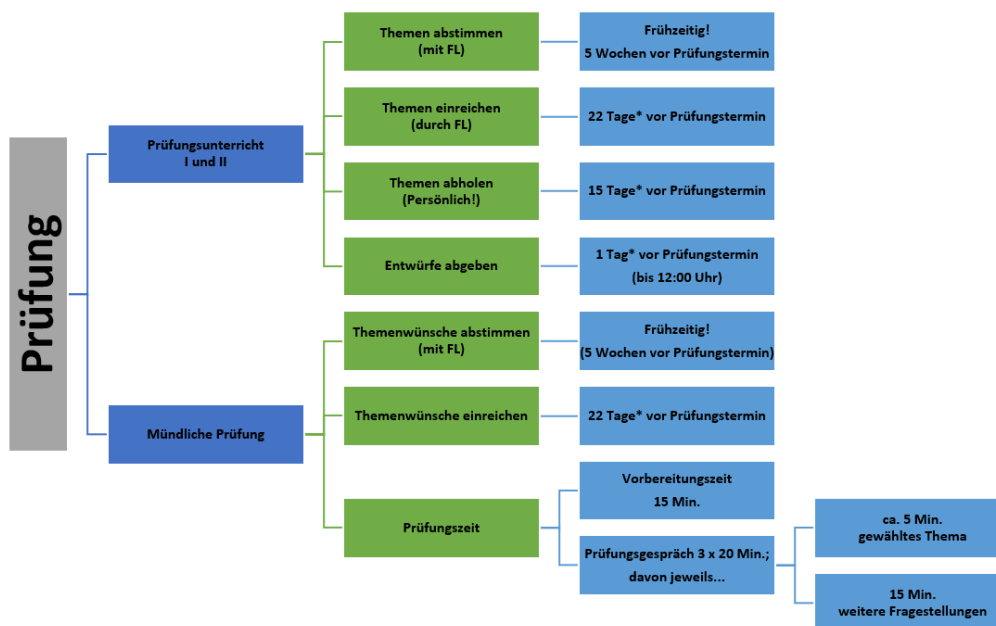 Prüfung
Prüfungsunterricht
I und II
Themen abstimmen
(mit FL)
Frühzeitig!
5 Wochen vor Prüfungstermin
Themen einreichen
(durch FL)
22 Tage* vor Prüfungstermin
Themen abholen
(Persönlich!)
15 Tage* vor Prüfungstermin
Entwürfe abgeben
1 Tag* vor Prüfungstermin
(bis 12:00 Uhr)
Mündliche Prüfung
Themenwünsche abstimmen
(mit FL)
Frühzeitig!
(5 Wochen vor Prüfungstermin)
Themenwünsche einreichen
22 Tage* vor Prüfungstermin
Prüfungszeit
Vorbereitungszeit
15 Min.
Prüfungsgespräch 3 x 20 Min.;
davon jeweils...
ca. 5 Min.
gewähltes Thema
15 Min.
weitere Fragestellungen